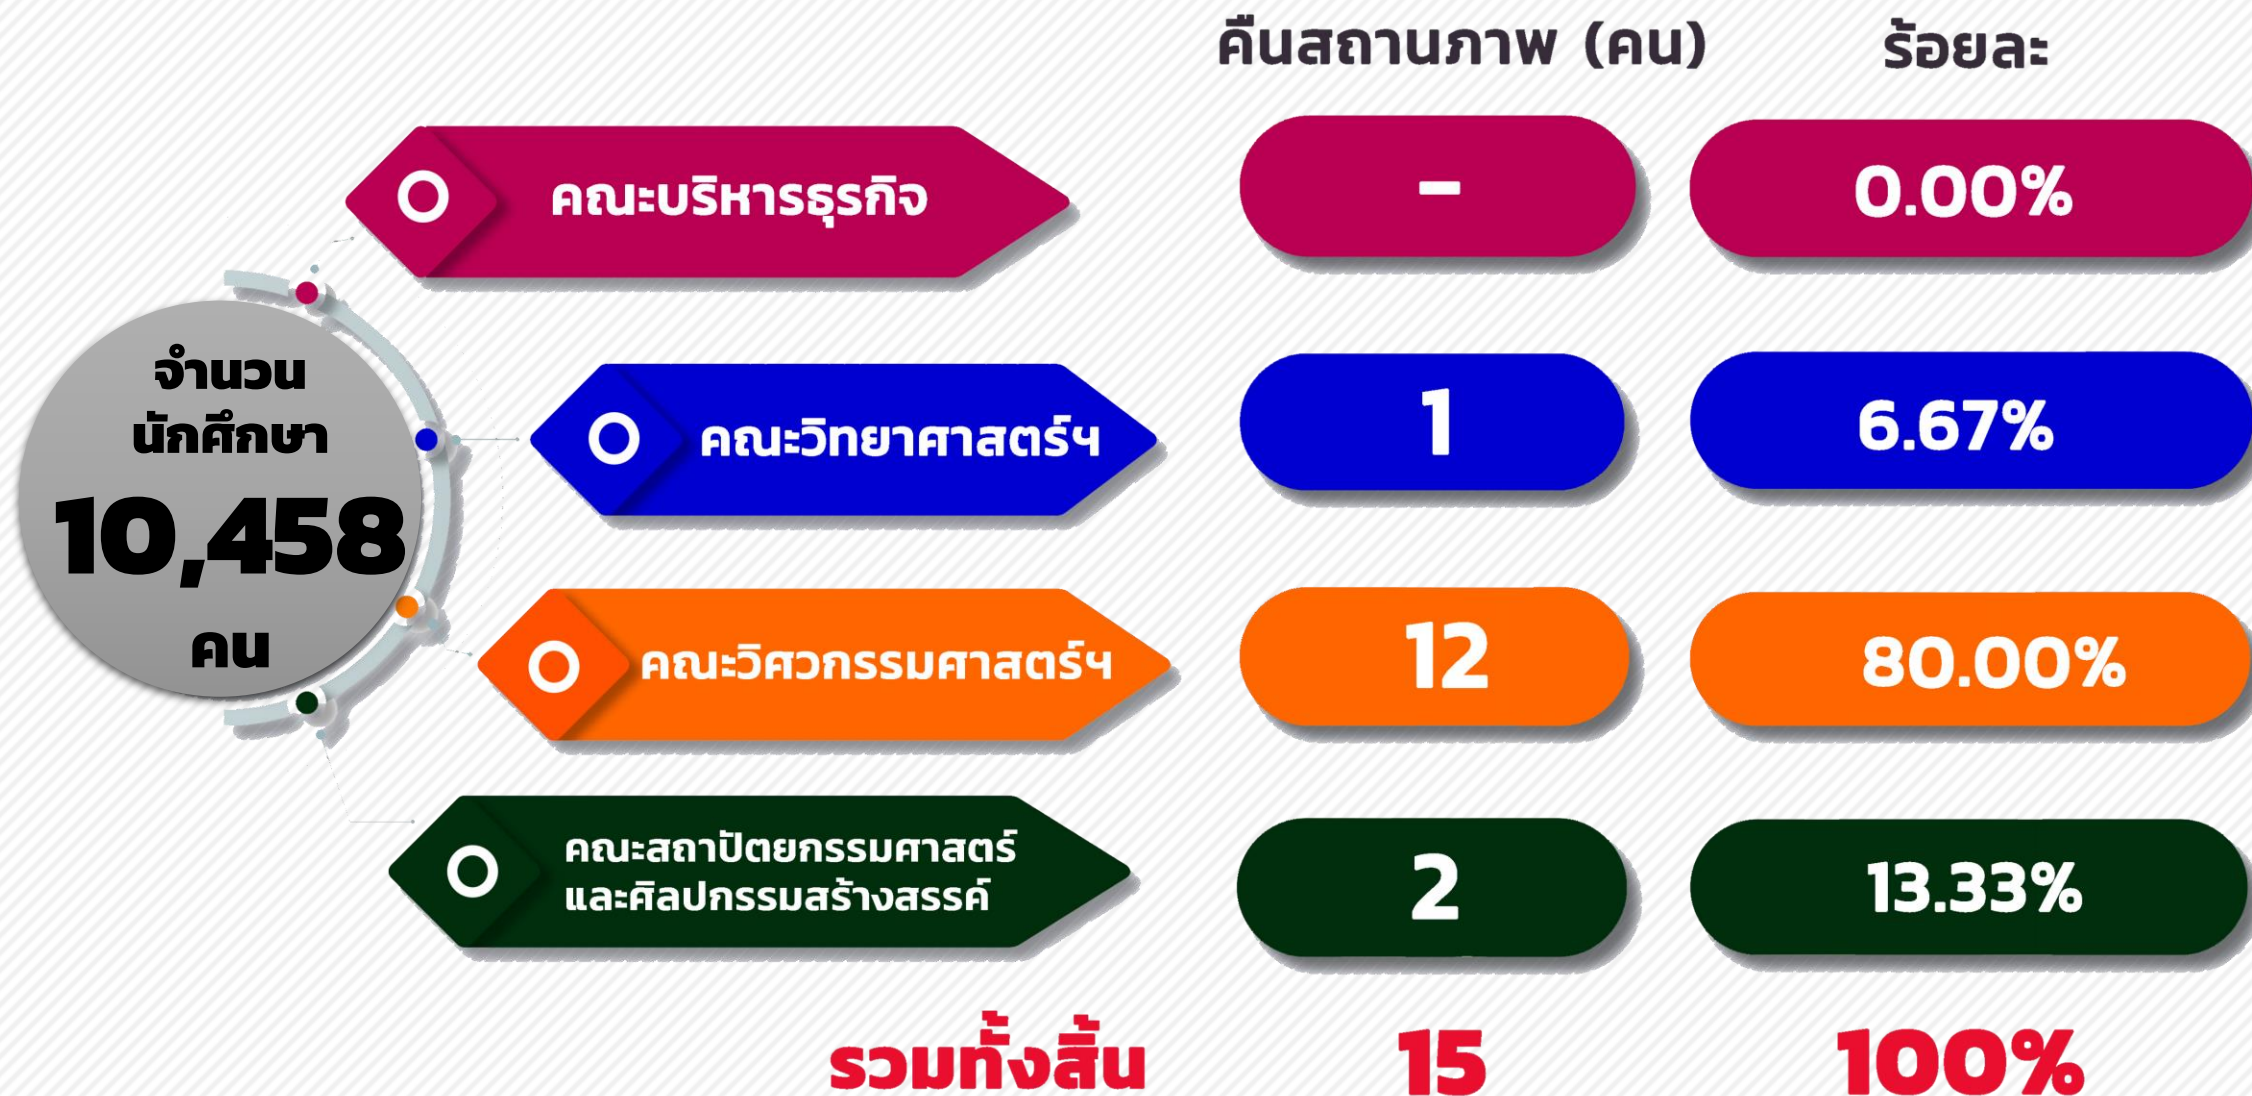 คืนสถานภาพ (คน) ร้อยละ
คณะบริหารธุรกิจ - 0.00%
จำนวน
นักศึกษา
10,458
คน
คณะวิทยาศาสตร์ฯ 1 6.67%
คณะวิศวกรรมศาสตร์ฯ 12 80.00%
คณะสถาปัตยกรรมศาสตร์
และศิลปกรรมสร้างสรรค์
2 13.33%
รวมทั้งสิ้น 15 100%